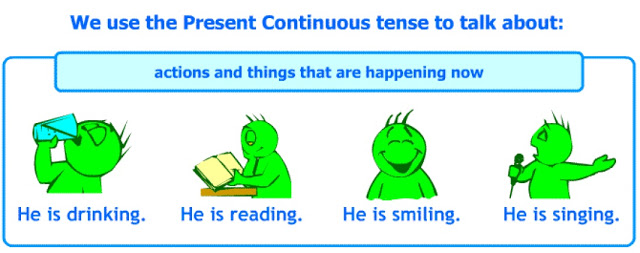 We use the Present Continuous tense to talk about:
actions and things that are happening now
He is drinking.
He is reading.
He is smiling.
He is singing.